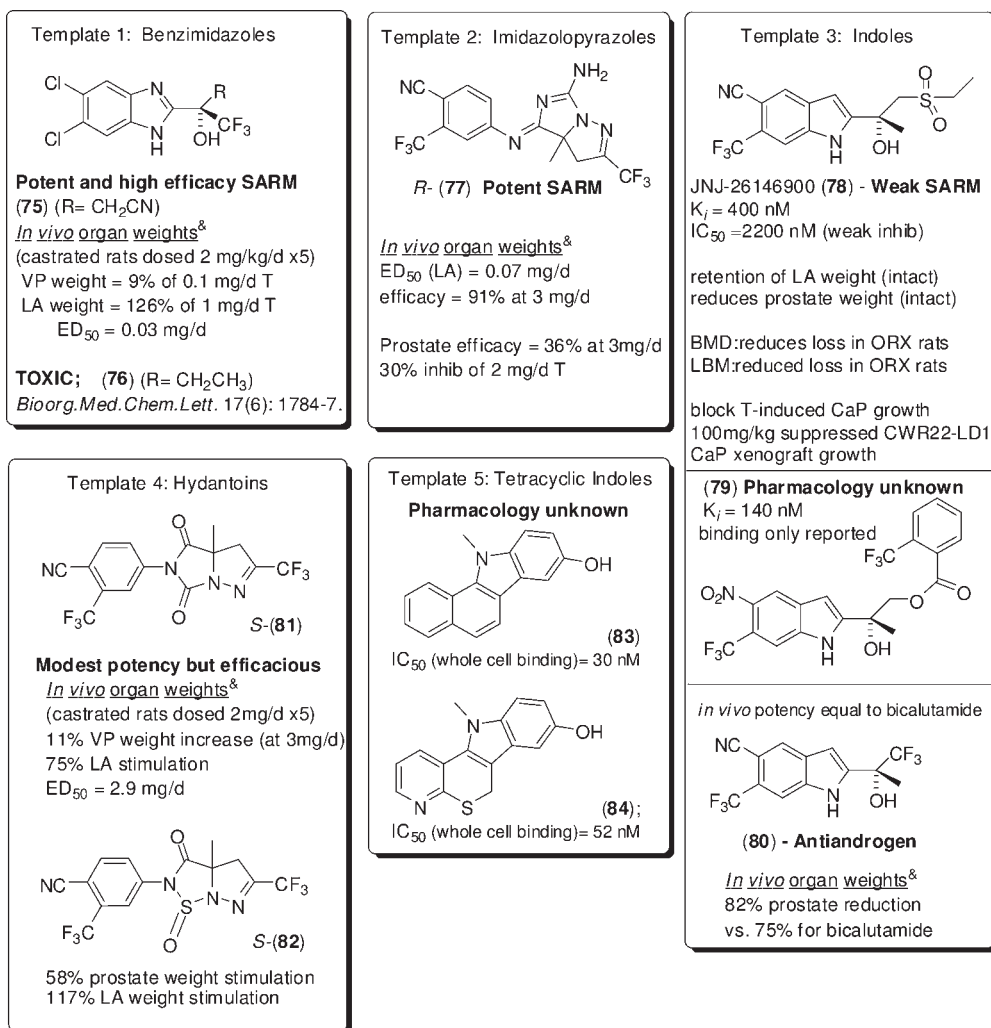 Template 1: Benzimidazoles
Cl
Cl
N
N
H
R
CF3
OH
Potent and high efficacy SARM
(75) (R= CH2CN)
In vivo organ weights&
(castrated rats dosed 2 mg/kg/d x5)
VP weight = 9% of 0.1 mg/d T
LA weight = 126% of 1 mg/d T
ED50 = 0.03 mg/d
TOXIC; (76) (R= CH2CH3)
Bioorg.Med.Chem.Lett. 17(6): 1784-7.
Template 2: Imidazolopyrazoles
NH2
NC
N
N
N
F3C
N
CF3
R- (77) Potent SARM
In vivo organ weights&
ED50 (LA) = 0.07 mg/d
efficacy = 91% at 3 mg/d
Prostate efficacy = 36% at 3mg/d
30% inhib of 2 mg/d T
Template 3: Indoles
NC
F3C
N
H
O
S
O
OH
JNJ-26146900 (78) - Weak SARM
Ki = 400 nM
IC50 =2200 nM (weak inhib)
retention of LA weight (intact)
reduces prostate weight (intact)
BMD:reduces loss in ORX rats
LBM:reduced loss in ORX rats
block T-induced CaP growth
100mg/kg suppressed CWR22-LD1
CaP xenograft growth
(79) Pharmacology unknown
Ki = 140 nM
binding only reported
F3C
O2N
O
O
F3C
N
H
OH
in vivo potency equal to bicalutamide
NC
CF3
F3C
N
H
OH
(80) - Antiandrogen
In vivo organ weights&
82% prostate reduction
vs. 75% for bicalutamide
Template 4: Hydantoins
O
NC
N
N
N
CF3
F3C
O
S-(81)
Modest potency but efficacious
In vivo organ weights&
(castrated rats dosed 2mg/d x5)
11% VP weight increase (at 3mg/d)
75% LA stimulation
ED50 = 2.9 mg/d
O
NC
N
N
S
N
CF3
F3C
O
S-(82)
58% prostate weight stimulation
117% LA weight stimulation
Template 5: Tetracyclic Indoles
Pharmacology unknown
N
OH
(83)
IC50 (whole cell binding)= 30 nM
N
OH
N
S
(84);
IC50 (whole cell binding)= 52 nM